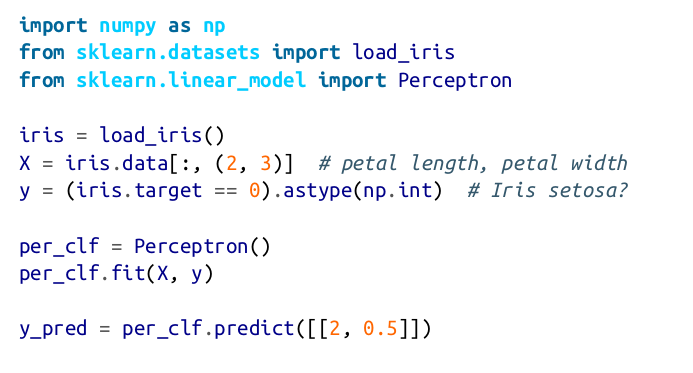 import numpy as np
from sklearn.datasets import load_iris
from sklearn.linear_model import Perceptron
iris = load_iris()
X = iris.data[:, (2, 3)]  # petal length, petal width
y = (iris.target == 0).astype(np.int)  # Iris setosa?
per_clf = Perceptron()
per_clf.fit(X, y)
y_pred = per_clf.predict([[2, 0.5]])